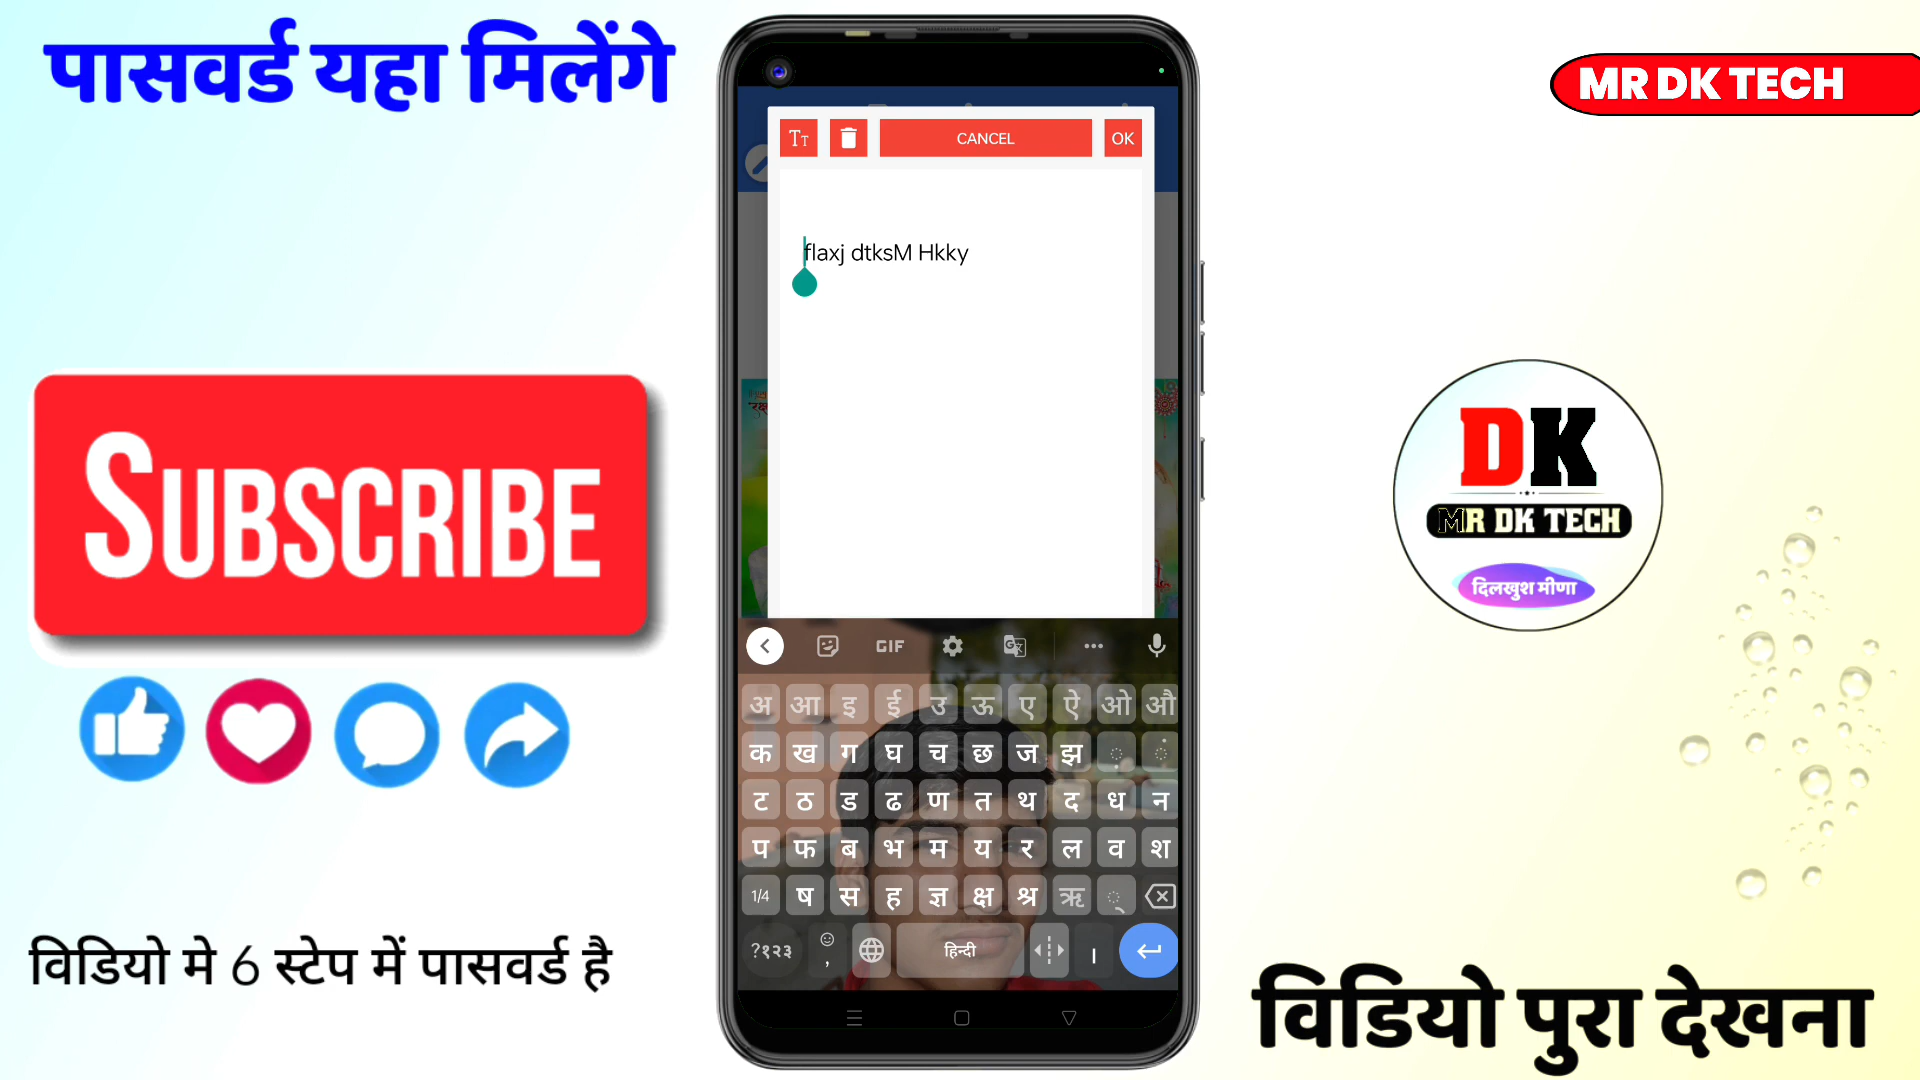 पासवर्ड यहा मिलेंगे
MR DK TECH
Tт
CANCEL
OK
flaxj dtksM Hkky
SUBSCRIBE
DK
MR DK TECH
दिलखुश मीणा
GIF
अ आ इ ई उ ऊ ए ऐ ओ औ
क ख ग घ च छ ज झ
ट ठ ड ढ ण त थ द ध न
प फ ब भ म य र ल व श
1/4 ष स ह ज्ञ क्ष श्र ऋ
?१२३ , हिन्दी ।
विडियो मे 6 स्टेप में पासवर्ड है
विडियो पुरा देखना